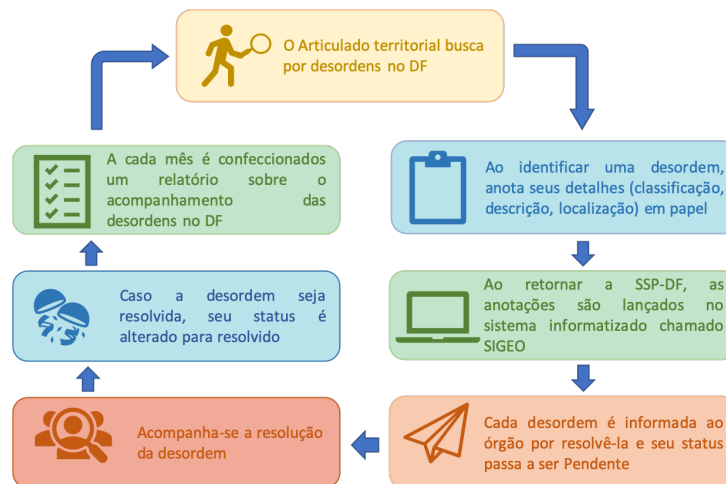 O Articulado territorial busca
por desordens no DF
Ao identificar uma desordem,
anota seus detalhes (classificação,
descrição, localização) em papel
Ao retornar a SSP-DF, as
anotações são lançados no
sistema informatizado chamado
SIGEO
Cada desordem é informada ao
órgão por resolvê-la e seu status
passa a ser Pendente
Acompanha-se a resolução
da desordem
Caso a desordem seja
resolvida, seu status é
alterado para resolvido
A cada mês é confeccionados
um relatório sobre o
acompanhamento das
desordens no DF